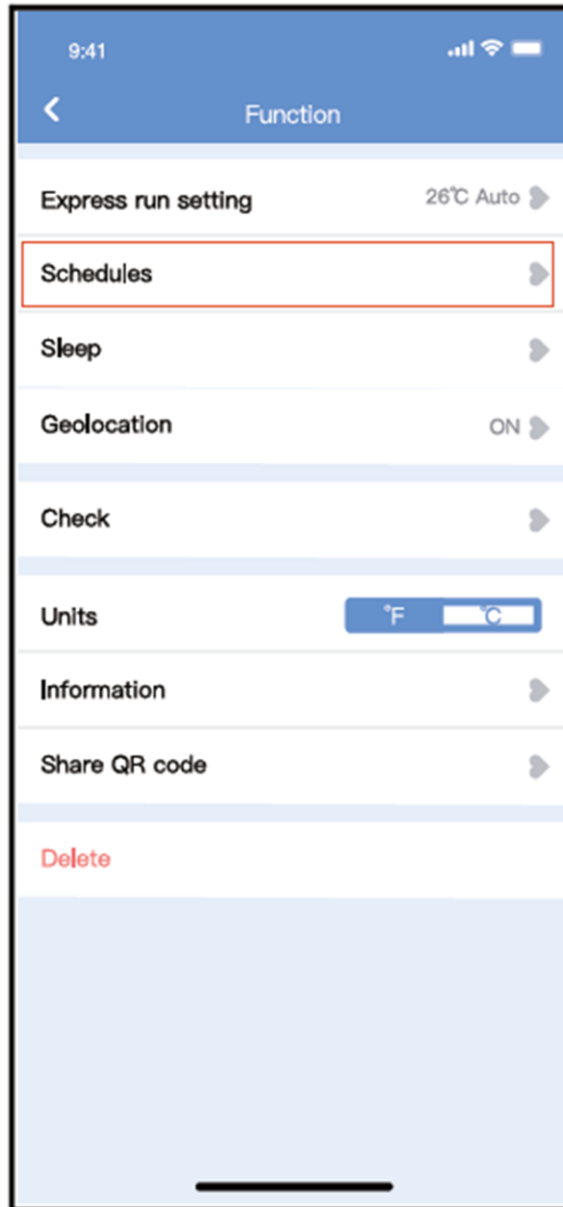 9:41
Function
Express run setting 26℃ Auto
Schedules
Sleep
Geolocation ON
Check
Units °F ℃
Information
Share QR code
Delete